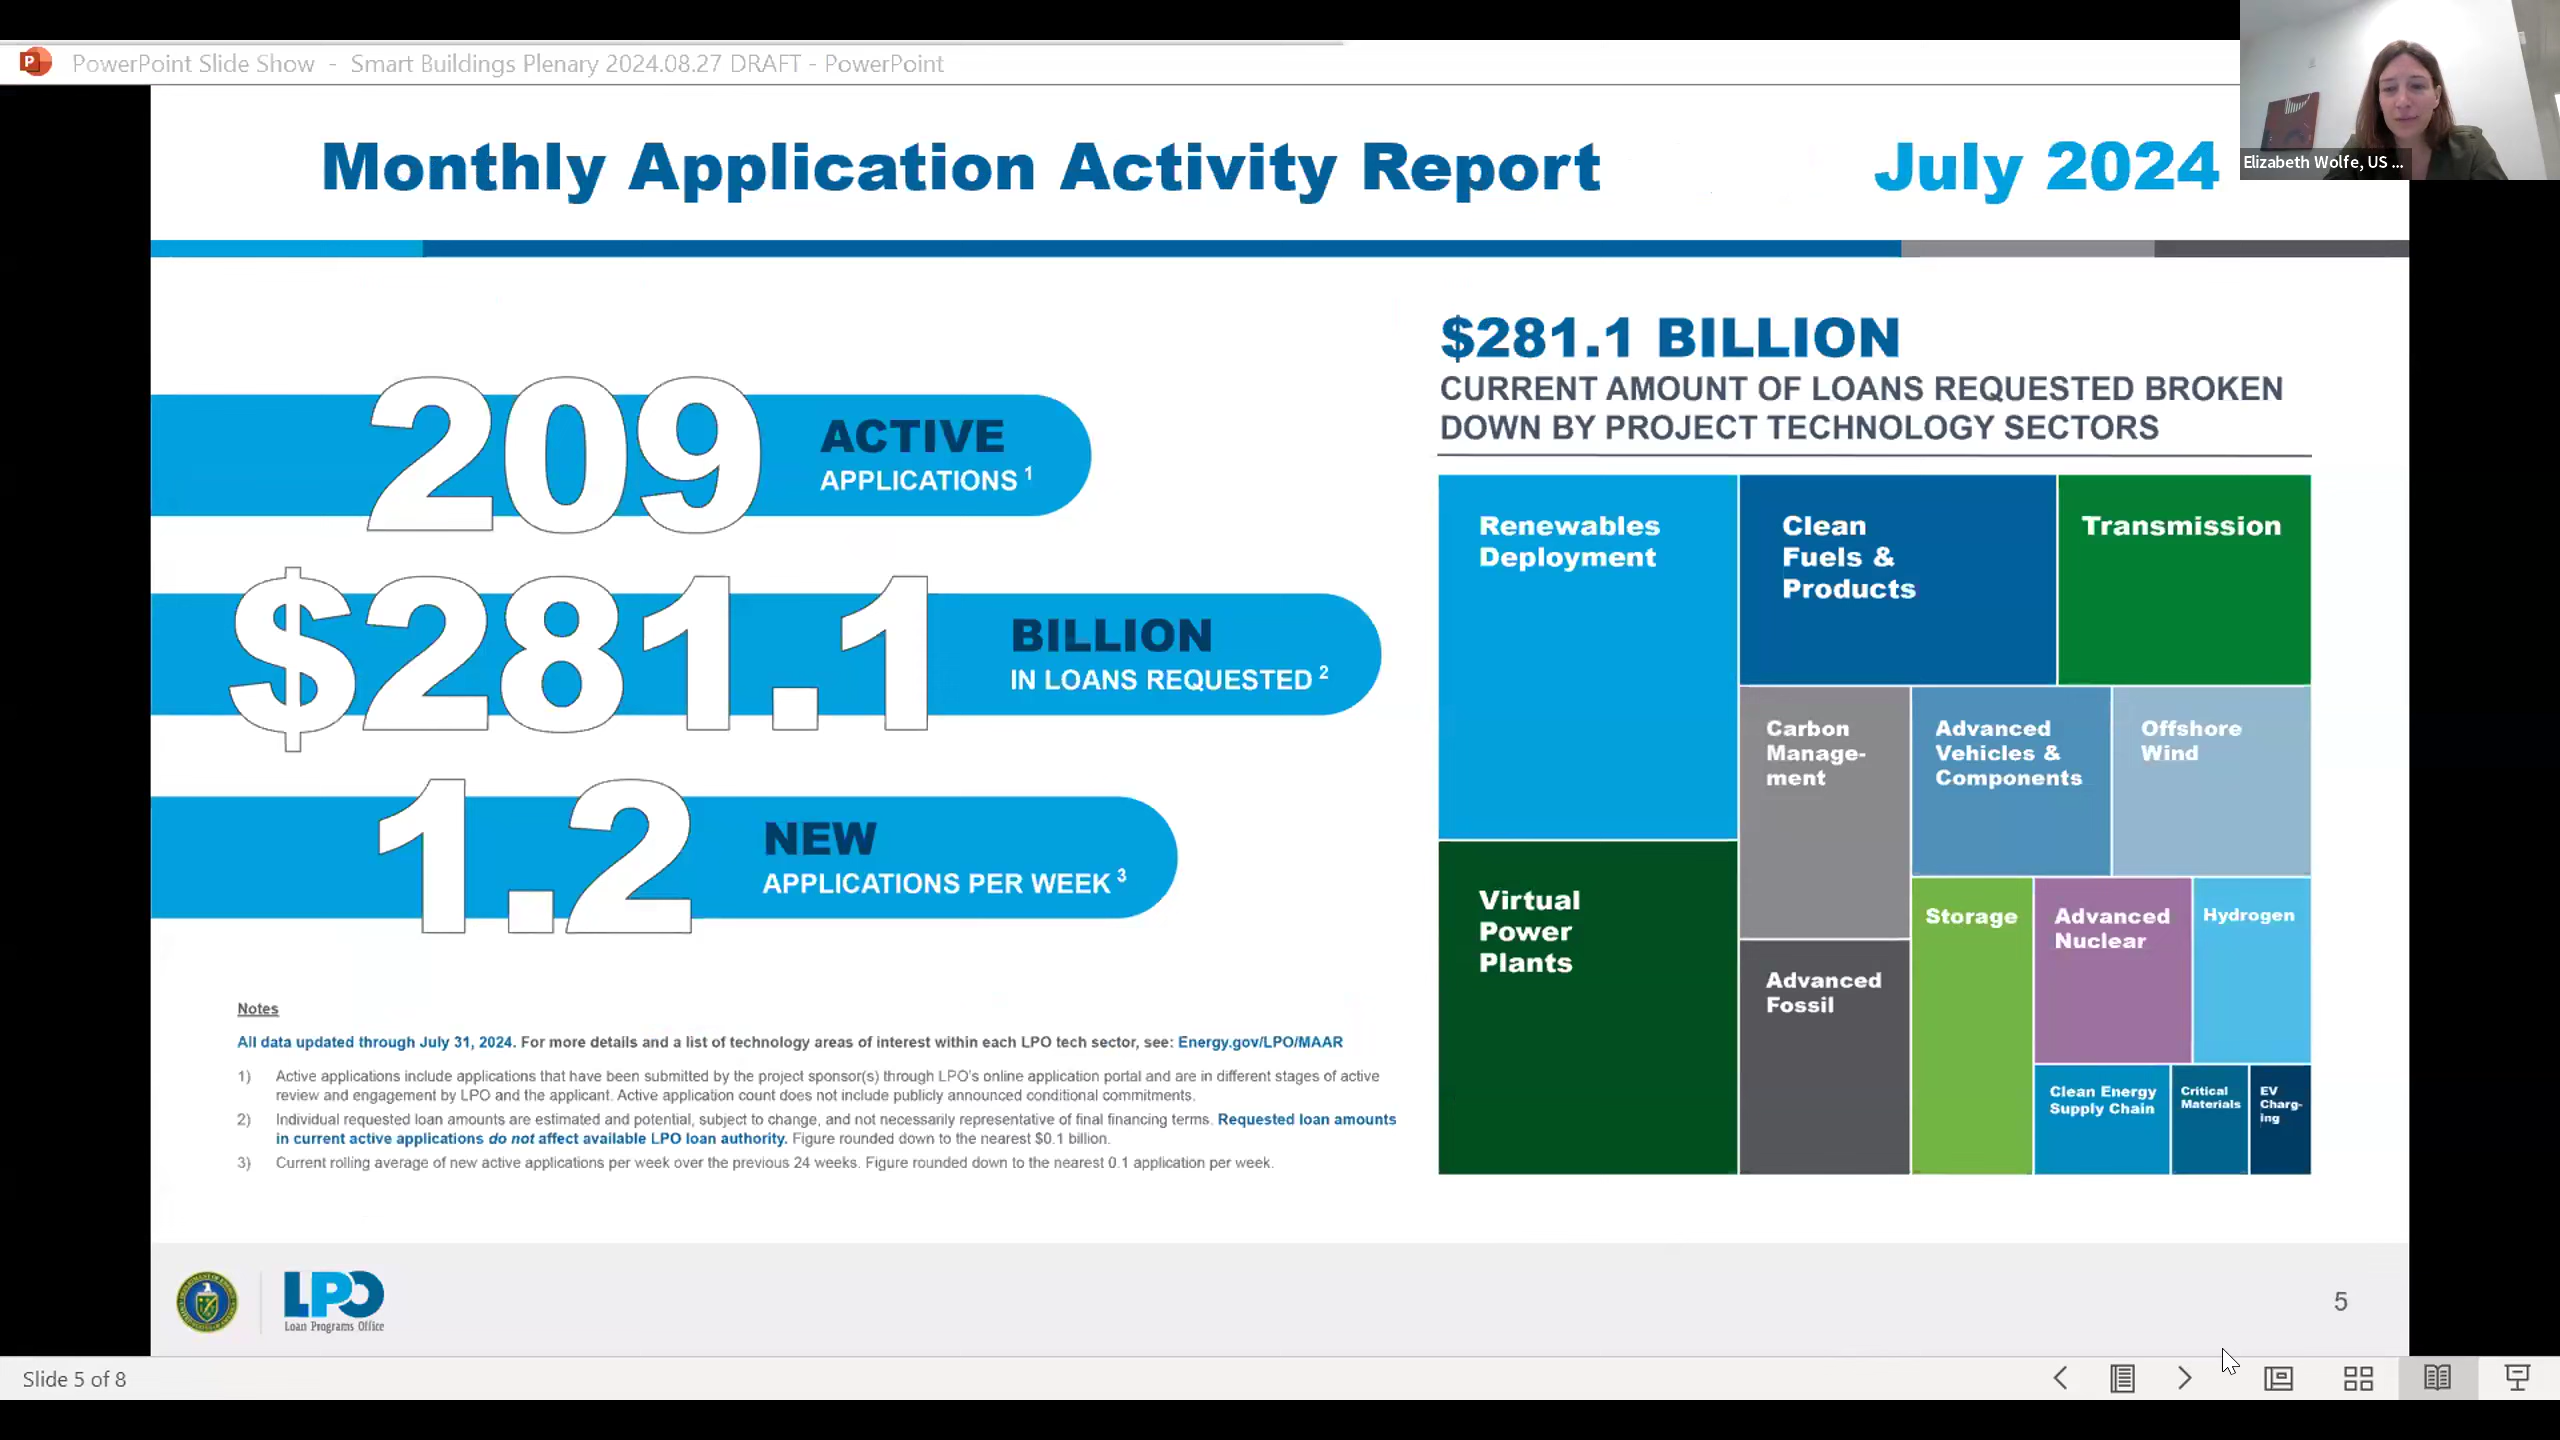 PowerPoint Slide Show - Smart Buildings Plenary 2024.08.27 DRAFT - PowerPoint
Elizabeth Wolfe, US ...
Monthly Application Activity Report
July 2024
209
ACTIVE
APPLICATIONS 1
$281.1
BILLION
IN LOANS REQUESTED 2
1.2
NEW
APPLICATIONS PER WEEK 3
Notes
All data updated through July 31, 2024. For more details and a list of technology areas of interest within each LPO tech sector, see: Energy.gov/LPO/MAAR
1) Active applications include applications that have been submitted by the project sponsor(s) through LPO's online application portal and are in different stages of active
review and engagement by LPO and the applicant. Active application count does not include publicly announced conditional commitments.
2) Individual requested loan amounts are estimated and potential, subject to change, and not necessarily representative of final financing terms. Requested loan amounts
in current active applications do not affect available LPO loan authority. Figure rounded down to the nearest $0.1 billion.
3) Current rolling average of new active applications per week over the previous 24 weeks. Figure rounded down to the nearest 0.1 application per week.
$281.1 BILLION
CURRENT AMOUNT OF LOANS REQUESTED BROKEN
DOWN BY PROJECT TECHNOLOGY SECTORS
Renewables
Deployment
Clean
Fuels &
Products
Transmission
Carbon
Manage-
ment
Advanced
Vehicles &
Components
Offshore
Wind
Virtual
Power
Plants
Advanced
Fossil
Storage
Advanced
Nuclear
Hydrogen
Clean Energy
Supply Chain
Critical
Materials
EV
Charg-
ing
LPO
Loan Programs Office
5
Slide 5 of 8